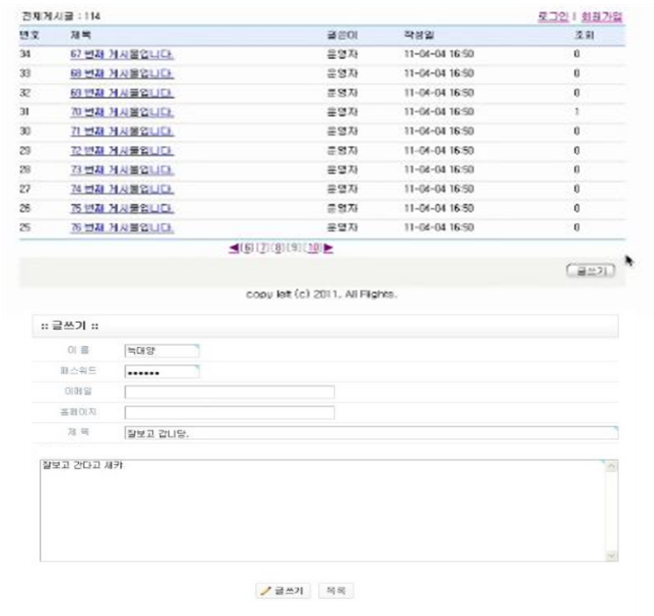 전체게시글 : 114 로그인 | 회원가입
번호 제목 글쓴이 작성일 조회
34 67 번째 게시물입니다. 운영자 11-04-04 16:50 0
33 68 번째 게시물입니다. 운영자 11-04-04 16:50 0
32 69 번째 게시물입니다. 운영자 11-04-04 16:50 0
31 70 번째 게시물입니다. 운영자 11-04-04 16:50 1
30 71 번째 게시물입니다. 운영자 11-04-04 16:50 0
29 72 번째 게시물입니다. 운영자 11-04-04 16:50 0
28 73 번째 게시물입니다. 운영자 11-04-04 16:50 0
27 74 번째 게시물입니다. 운영자 11-04-04 16:50 0
26 75 번째 게시물입니다. 운영자 11-04-04 16:50 0
25 76 번째 게시물입니다. 운영자 11-04-04 16:50 0
◀[6] [7] [8] [9] [10]▶
글쓰기
copy left (c) 2011, All Rights.
:: 글쓰기 ::
이 름 늑대양
패스워드 ••••••
이메일
홈페이지
제 목 잘보고 갑니당.
잘보고 간다고 새캬
글쓰기 목록